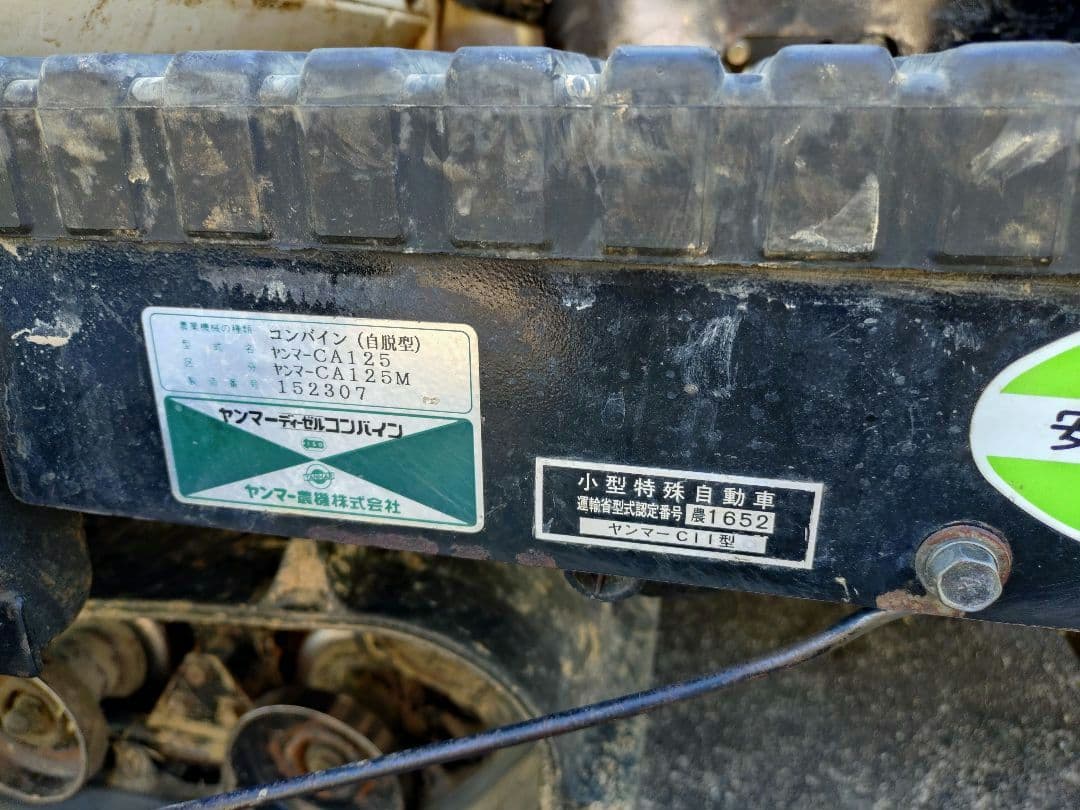 農業機械の種類 コンバイン(自脱型)
型式名 ヤンマーCA125
区分 ヤンマーCA125M
製造番号 152307
ヤンマーディーゼルコンバイン
ヤンマー農機株式会社
小型特殊自動車
運輸省型式認定番号 農1652
ヤンマーCII型
安